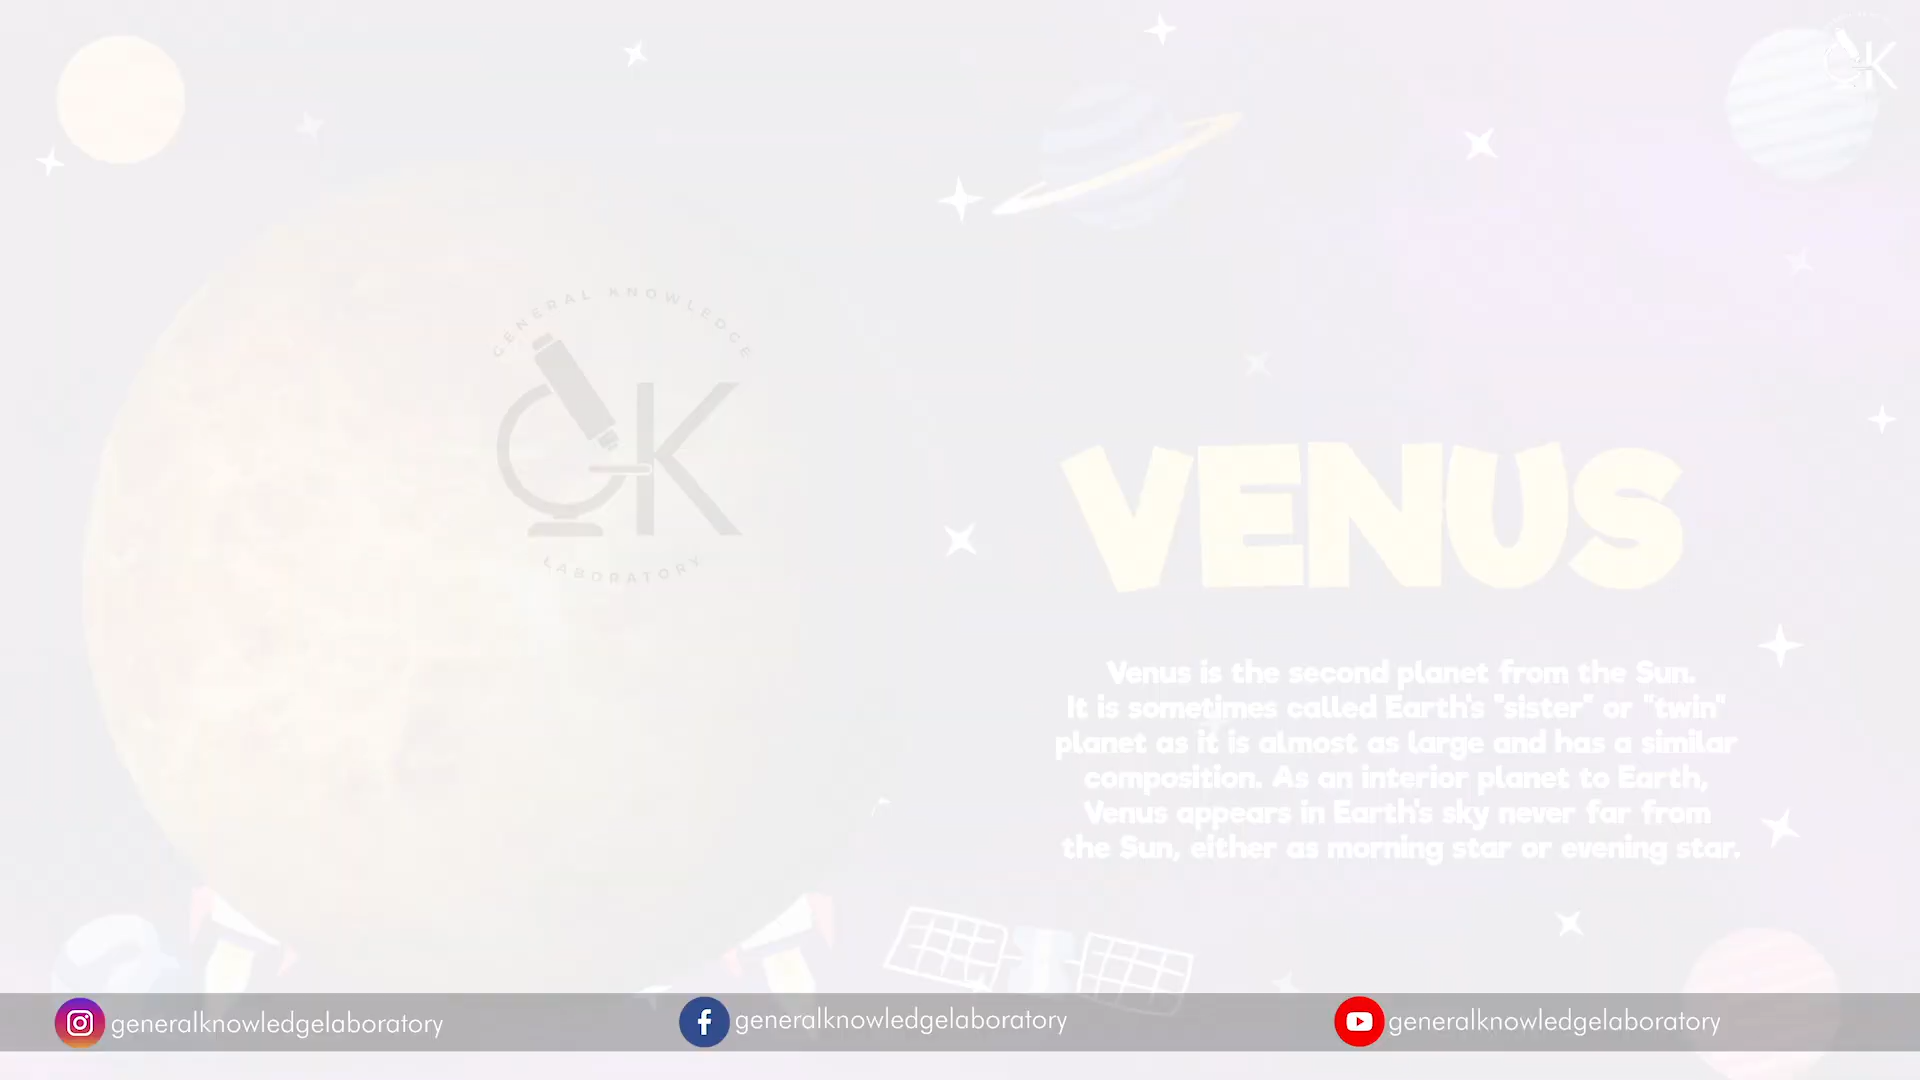 GK
GENERAL KNOWLEDGE
GK
LABORATORY
VENUS
Venus is the second planet from the Sun.
It is sometimes called Earth's "sister" or "twin"
planet as it is almost as large and has a similar
composition. As an interior planet to Earth,
Venus appears in Earth's sky never far from
the Sun, either as morning star or evening star.
generalknowledgelaboratory
generalknowledgelaboratory
generalknowledgelaboratory